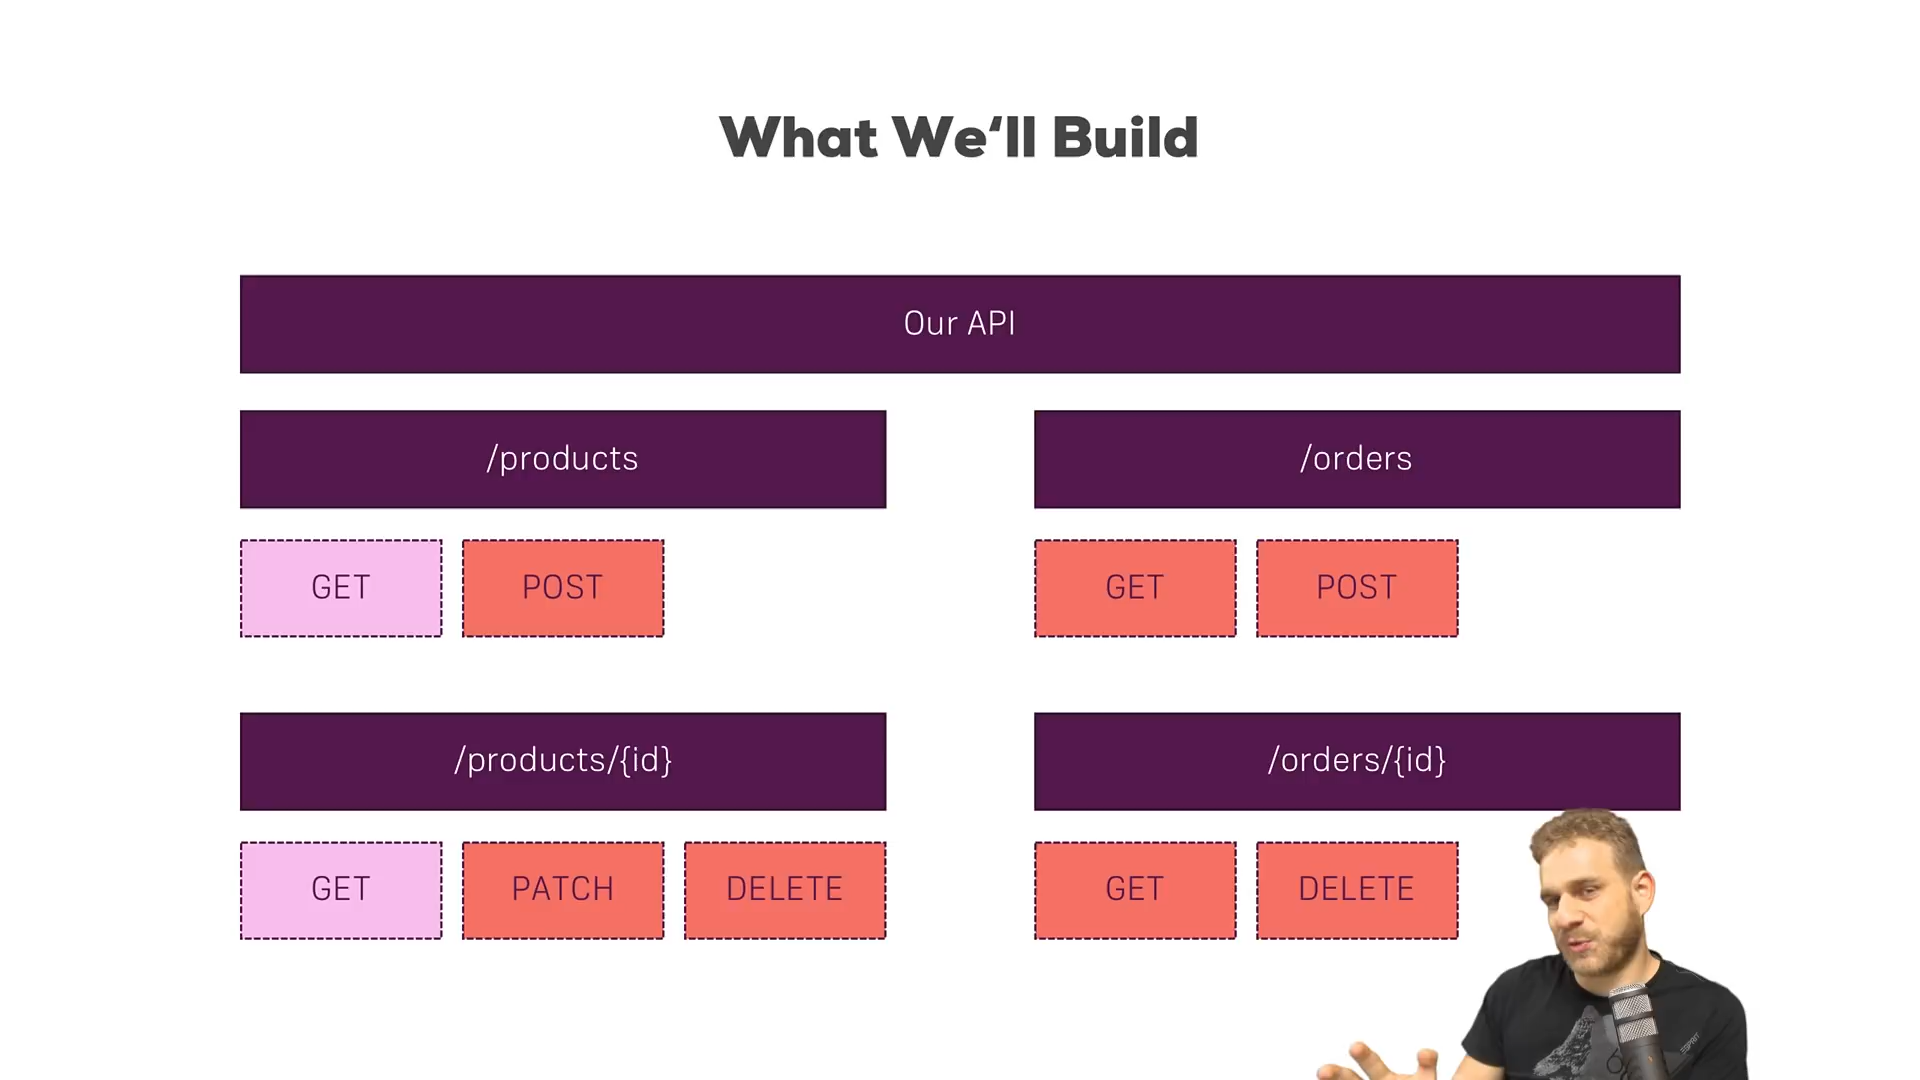 What We‘ll Build
Our API
/products
/orders
GET POST
GET POST
/products/{id}
/orders/{id}
GET PATCH DELETE
GET DELETE
ESPRIT